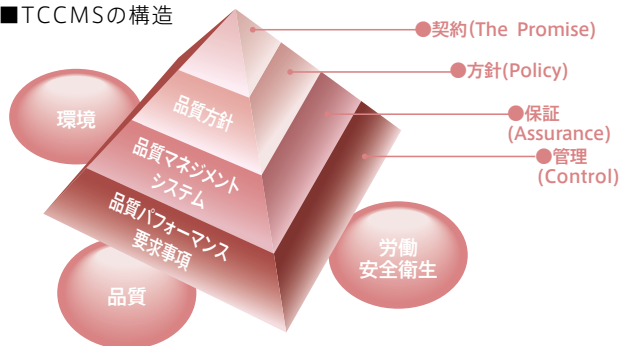 ■TCCMSの構造
●契約(The Promise)
●方針(Policy)
●保証
(Assurance)
●管理
(Control)
環境
品質方針
品質マネジメント
システム
品質パフォーマンス
要求事項
労働
安全衛生
品質